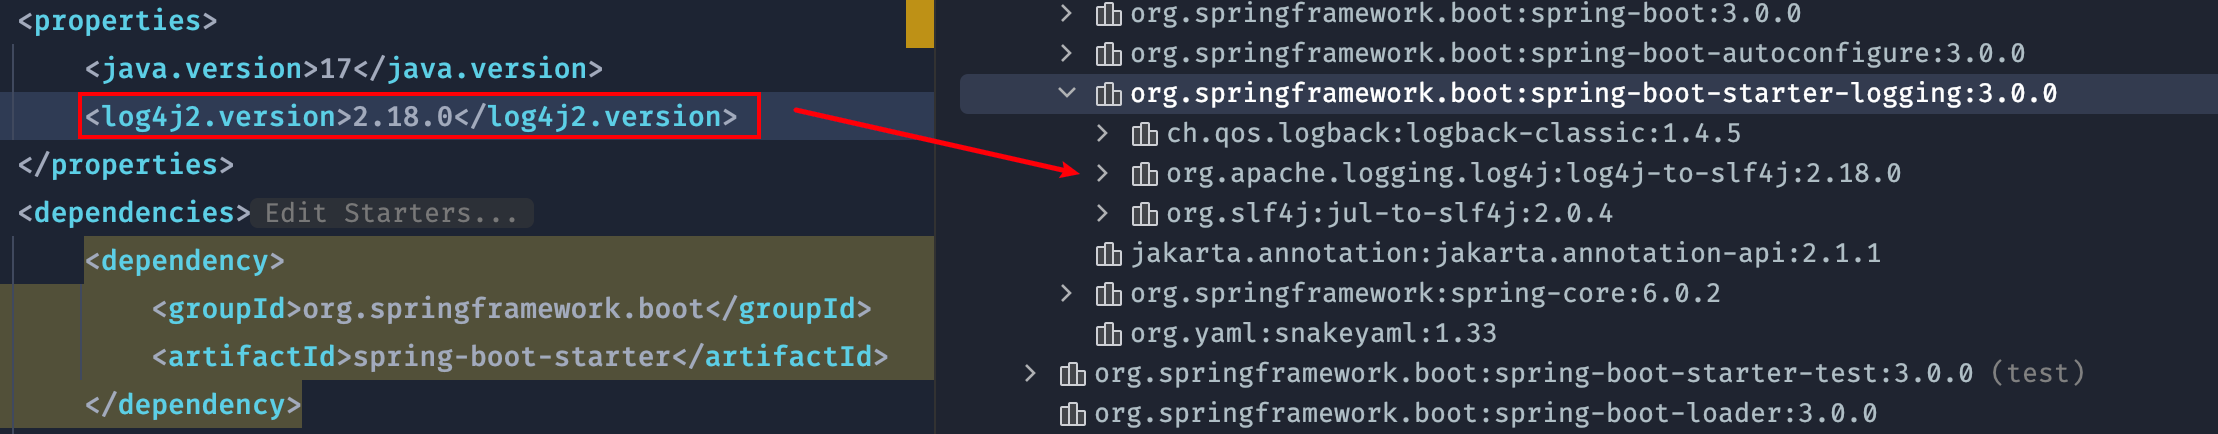 <properties>
<java.version>17</java.version>
<log4j2.version>2.18.0</log4j2.version>
</properties>
<dependencies> Edit Starters...
<dependency>
<groupId>org.springframework.boot</groupId>
<artifactId>spring-boot-starter</artifactId>
</dependency>
org.springframework.boot:spring-boot:3.0.0
org.springframework.boot:spring-boot-autoconfigure:3.0.0
org.springframework.boot:spring-boot-starter-logging:3.0.0
ch.qos.logback:logback-classic:1.4.5
org.apache.logging.log4j:log4j-to-slf4j:2.18.0
org.slf4j:jul-to-slf4j:2.0.4
jakarta.annotation:jakarta.annotation-api:2.1.1
org.springframework:spring-core:6.0.2
org.yaml:snakeyaml:1.33
org.springframework.boot:spring-boot-starter-test:3.0.0 (test)
org.springframework.boot:spring-boot-loader:3.0.0